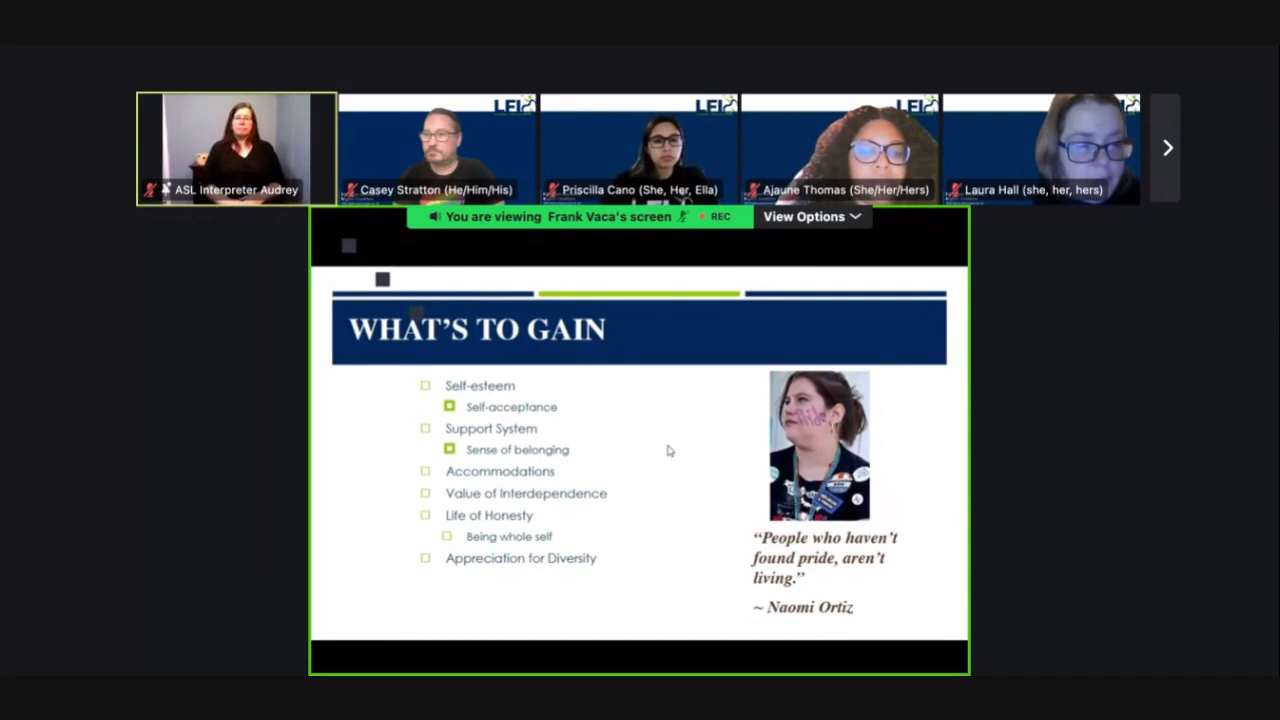 LEI
LEI
LEI
LEI
ASL Interpreter Audrey
Casey Stratton (He/Him/His)
Priscilla Cano (She, Her, Ella)
Ajaune Thomas (She/Her/Hers)
Laura Hall (she, her, hers)
You are viewing Frank Vaca's screen
REC
View Options
WHAT'S TO GAIN
Self-esteem
Self-acceptance
Support System
Sense of belonging
Accommodations
Value of Interdependence
Life of Honesty
Being whole self
Appreciation for Diversity
“People who haven’t
found pride, aren’t
living.”
~ Naomi Ortiz